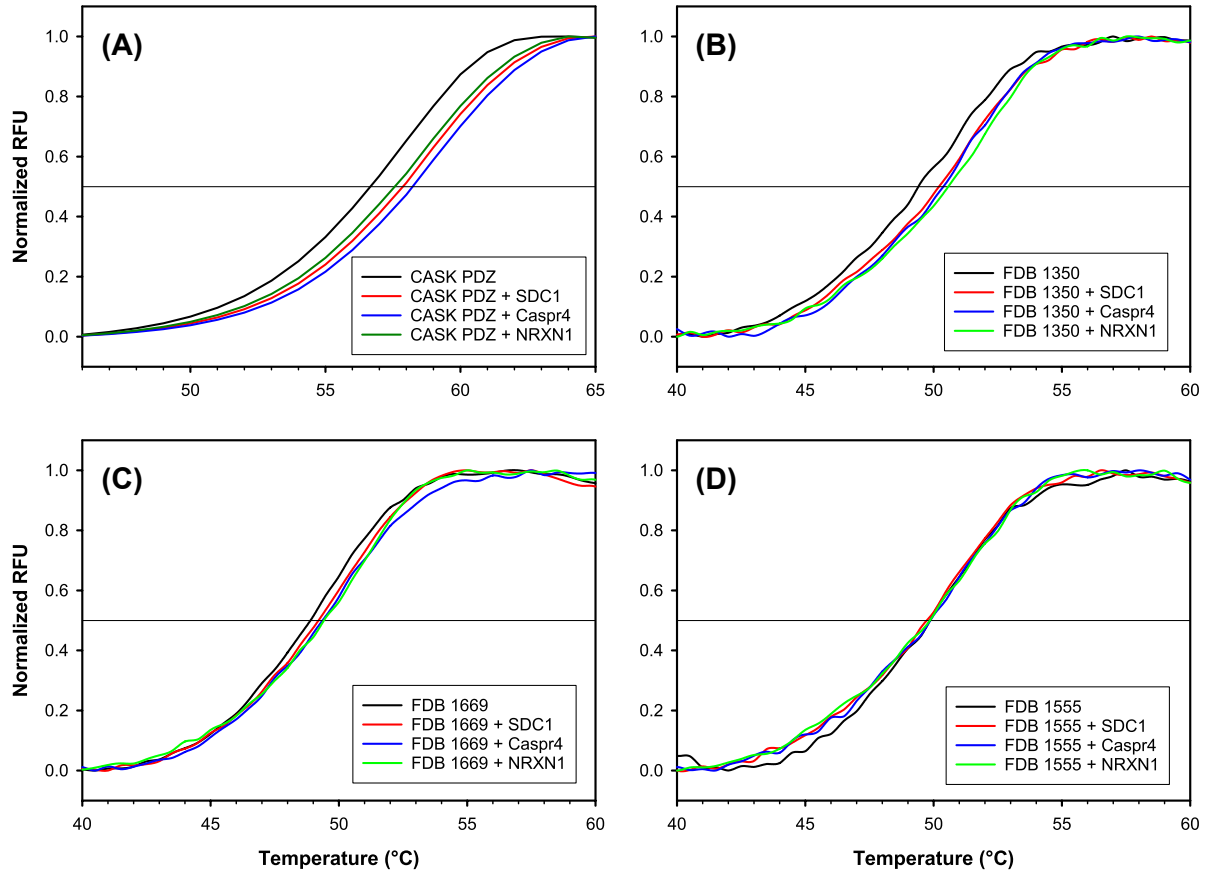 (A)
Normalized RFU
1.0
0.8
0.6
0.4
0.2
0.0
CASK PDZ
CASK PDZ + SDC1
CASK PDZ + Caspr4
CASK PDZ + NRXN1
50 55 60 65
(B)
1.0
0.8
0.6
0.4
0.2
0.0
FDB 1350
FDB 1350 + SDC1
FDB 1350 + Caspr4
FDB 1350 + NRXN1
40 45 50 55 60
(C)
Normalized RFU
1.0
0.8
0.6
0.4
0.2
0.0
FDB 1669
FDB 1669 + SDC1
FDB 1669 + Caspr4
FDB 1669 + NRXN1
40 45 50 55 60
Temperature (°C)
(D)
1.0
0.8
0.6
0.4
0.2
0.0
FDB 1555
FDB 1555 + SDC1
FDB 1555 + Caspr4
FDB 1555 + NRXN1
40 45 50 55 60
Temperature (°C)